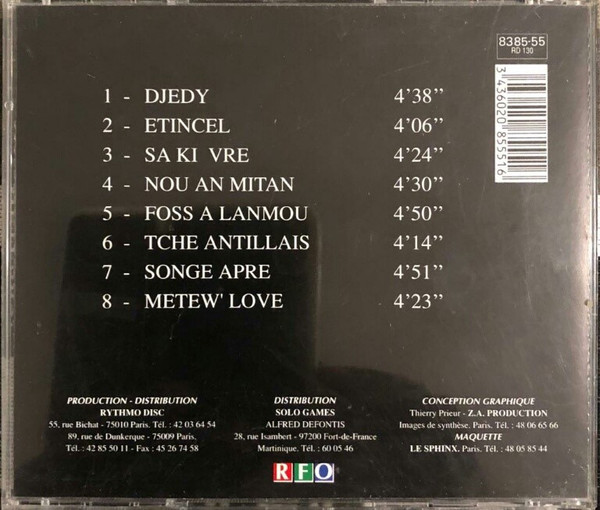 8385-55
RD 130
3 436020 855516
1 - DJEDY 4'38''
2 - ETINCEL 4'06''
3 - SA KI VRE 4'24''
4 - NOU AN MITAN 4'30''
5 - FOSS A LANMOU 4'50''
6 - TCHE ANTILLAIS 4'14''
7 - SONGE APRE 4'51''
8 - METEW' LOVE 4'23''
PRODUCTION - DISTRIBUTION
RYTHMO DISC
55, rue Bichat - 75010 Paris. Tél. : 42 03 64 54
89, rue de Dunkerque - 75009 Paris.
Tél. : 42 85 50 11 - Fax : 45 26 74 58
DISTRIBUTION
SOLO GAMES
ALFRED DEFONTIS
28, rue Isambert - 97200 Fort-de-France
Martinique. Tél. : 60 05 46
CONCEPTION GRAPHIQUE
Thierry Prieur - Z.A. PRODUCTION
Images de synthèse. Paris. Tél : 48 06 65 66
MAQUETTE
LE SPHINX. Paris. Tél : 48 05 85 44
RFO